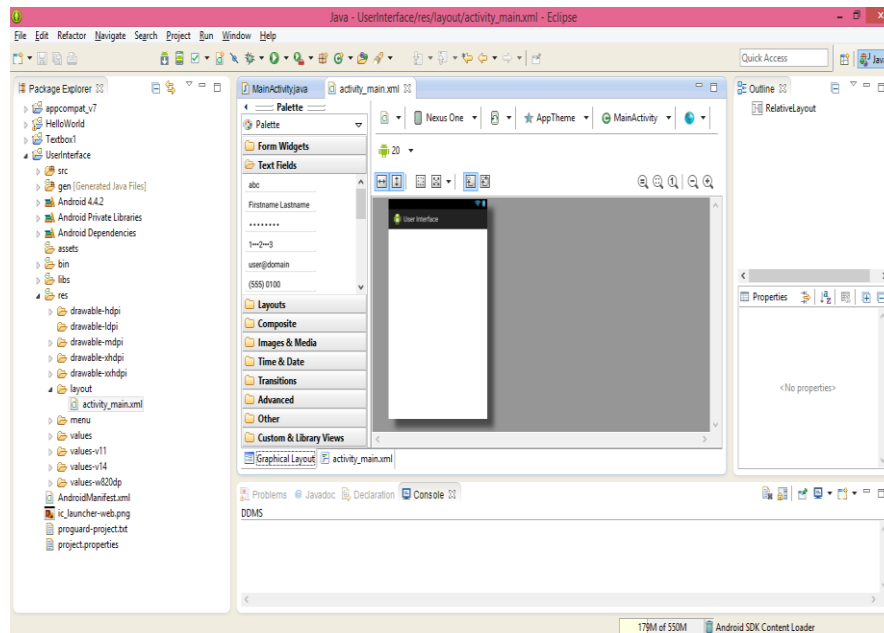 Java - UserInterface/res/layout/activity_main.xml - Eclipse
File Edit Refactor Navigate Search Project Run Window Help
Quick Access
Java
Package Explorer
appcompat_v7
HelloWorld
Textbox1
UserInterface
src
gen [Generated Java Files]
Android 4.4.2
Android Private Libraries
Android Dependencies
assets
bin
libs
res
drawable-hdpi
drawable-ldpi
drawable-mdpi
drawable-xhdpi
drawable-xxhdpi
layout
activity_main.xml
menu
values
values-v11
values-v14
values-w820dp
AndroidManifest.xml
ic_launcher-web.png
proguard-project.txt
project.properties
MainActivity.java
activity_main.xml
Palette
Palette
Form Widgets
Text Fields
abc
Firstname Lastname
••••••••
1--2--3
user@domain
(555) 0100
Layouts
Composite
Images & Media
Time & Date
Transitions
Advanced
Other
Custom & Library Views
Nexus One
AppTheme
MainActivity
20
User Interface
Graphical Layout
activity_main.xml
Outline
RelativeLayout
Properties
<No properties>
Problems @ Javadoc Declaration Console
DDMS
179M of 550M
Android SDK Content Loader